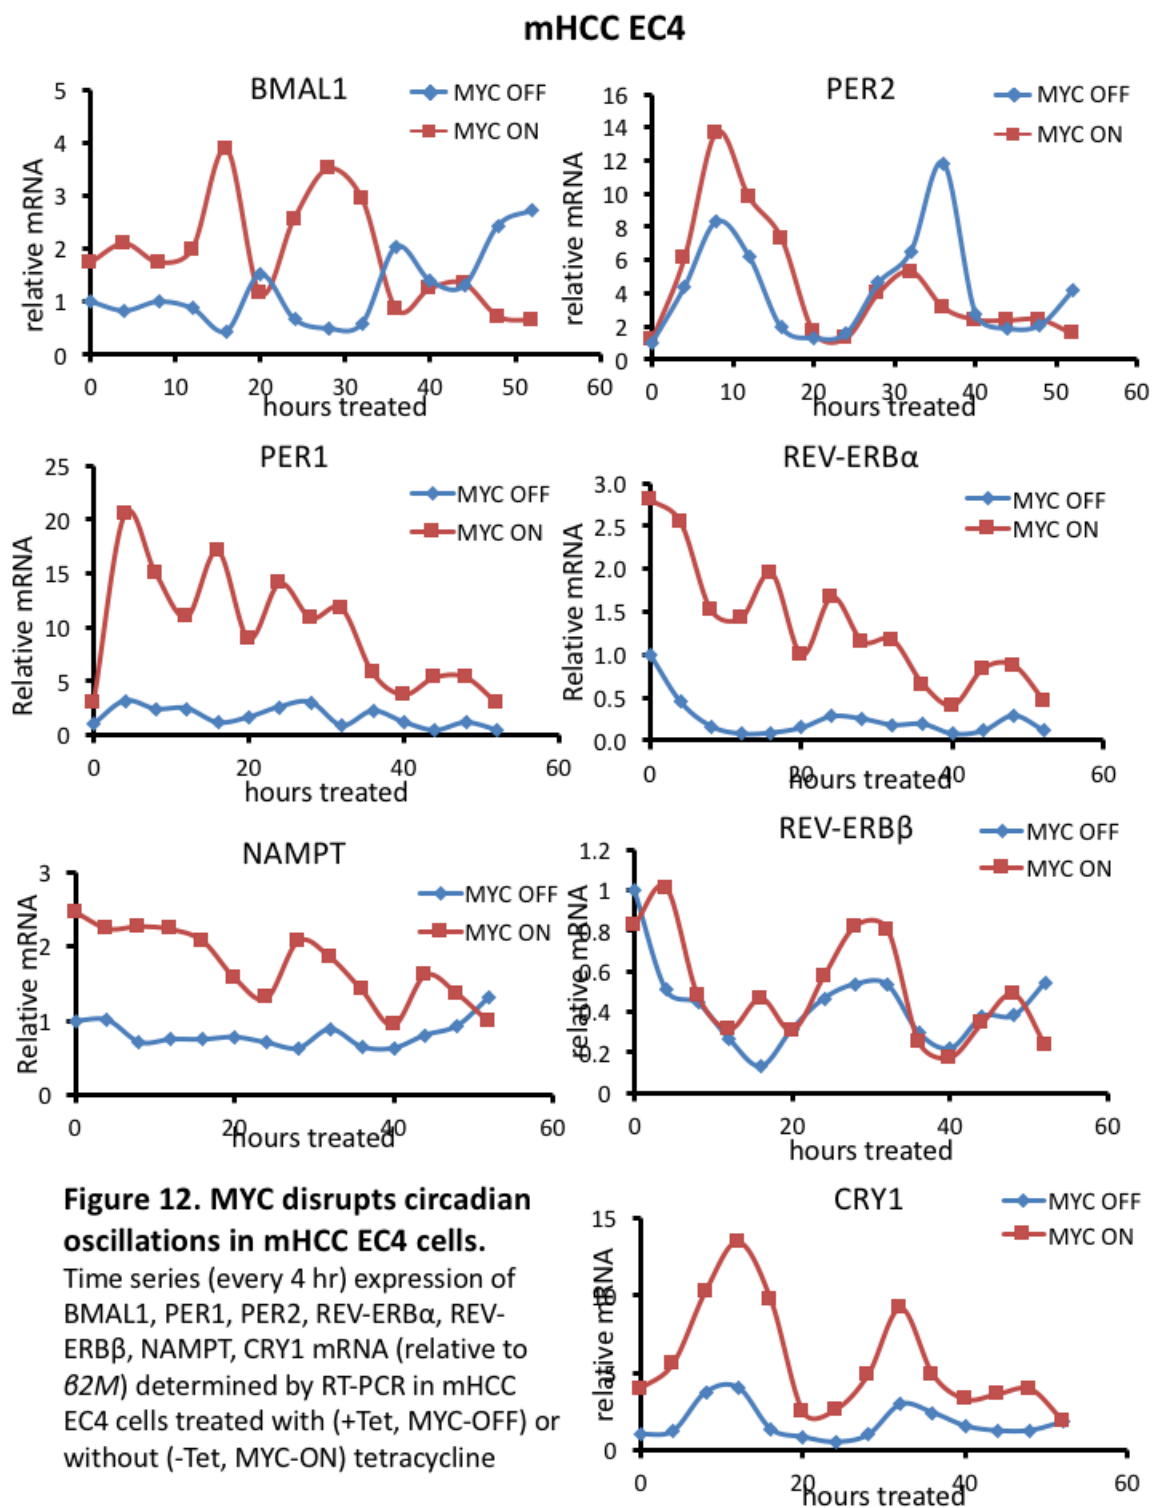 mHCC EC4
BMAL1
MYC OFF
MYC ON
relative mRNA
5
4
3
2
1
0
0 10 20 30 40 50 60
hours treated
PER2
MYC OFF
MYC ON
relative mRNA
16
14
12
10
8
6
4
2
0
0 10 20 30 40 50 60
hours treated
PER1
MYC OFF
MYC ON
Relative mRNA
25
20
15
10
5
0
0 20 40 60
hours treated
REV-ERBα
MYC OFF
MYC ON
Relative mRNA
3.0
2.5
2.0
1.5
1.0
0.5
0.0
0 20 40 60
hours treated
NAMPT
MYC OFF
MYC ON
Relative mRNA
3
2
1
0
0 20 40 60
hours treated
REV-ERBβ
MYC OFF
MYC ON
relative mRNA
1.2
1
0.8
0.6
0.4
0.2
0
0 20 40 60
hours treated
Figure 12. MYC disrupts circadian
oscillations in mHCC EC4 cells.
Time series (every 4 hr) expression of
BMAL1, PER1, PER2, REV-ERBα, REV-
ERBβ, NAMPT, CRY1 mRNA (relative to
β2M) determined by RT-PCR in mHCC
EC4 cells treated with (+Tet, MYC-OFF) or
without (-Tet, MYC-ON) tetracycline
CRY1
MYC OFF
MYC ON
relative mRNA
15
10
5
0
0 20 40 60
hours treated